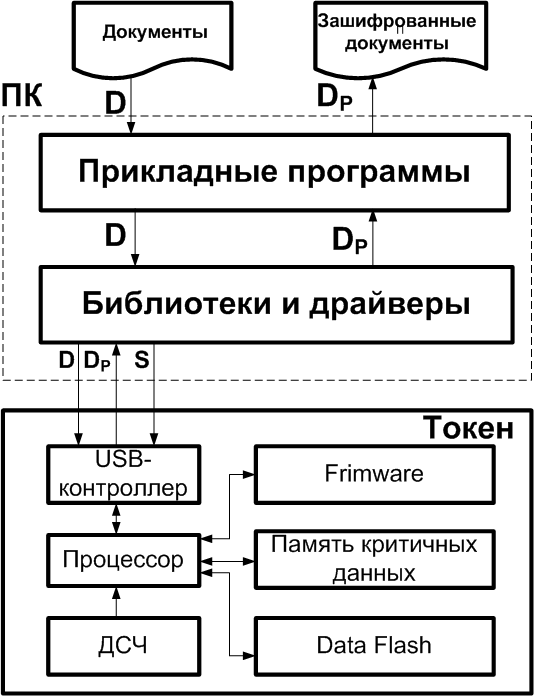 Документы
Зашифрованные
документы
ПК
D
DP
Прикладные программы
D
DP
Библиотеки и драйверы
D DP S
Токен
USB-
контроллер
Frimware
Процессор
Память критичных
данных
ДСЧ
Data Flash